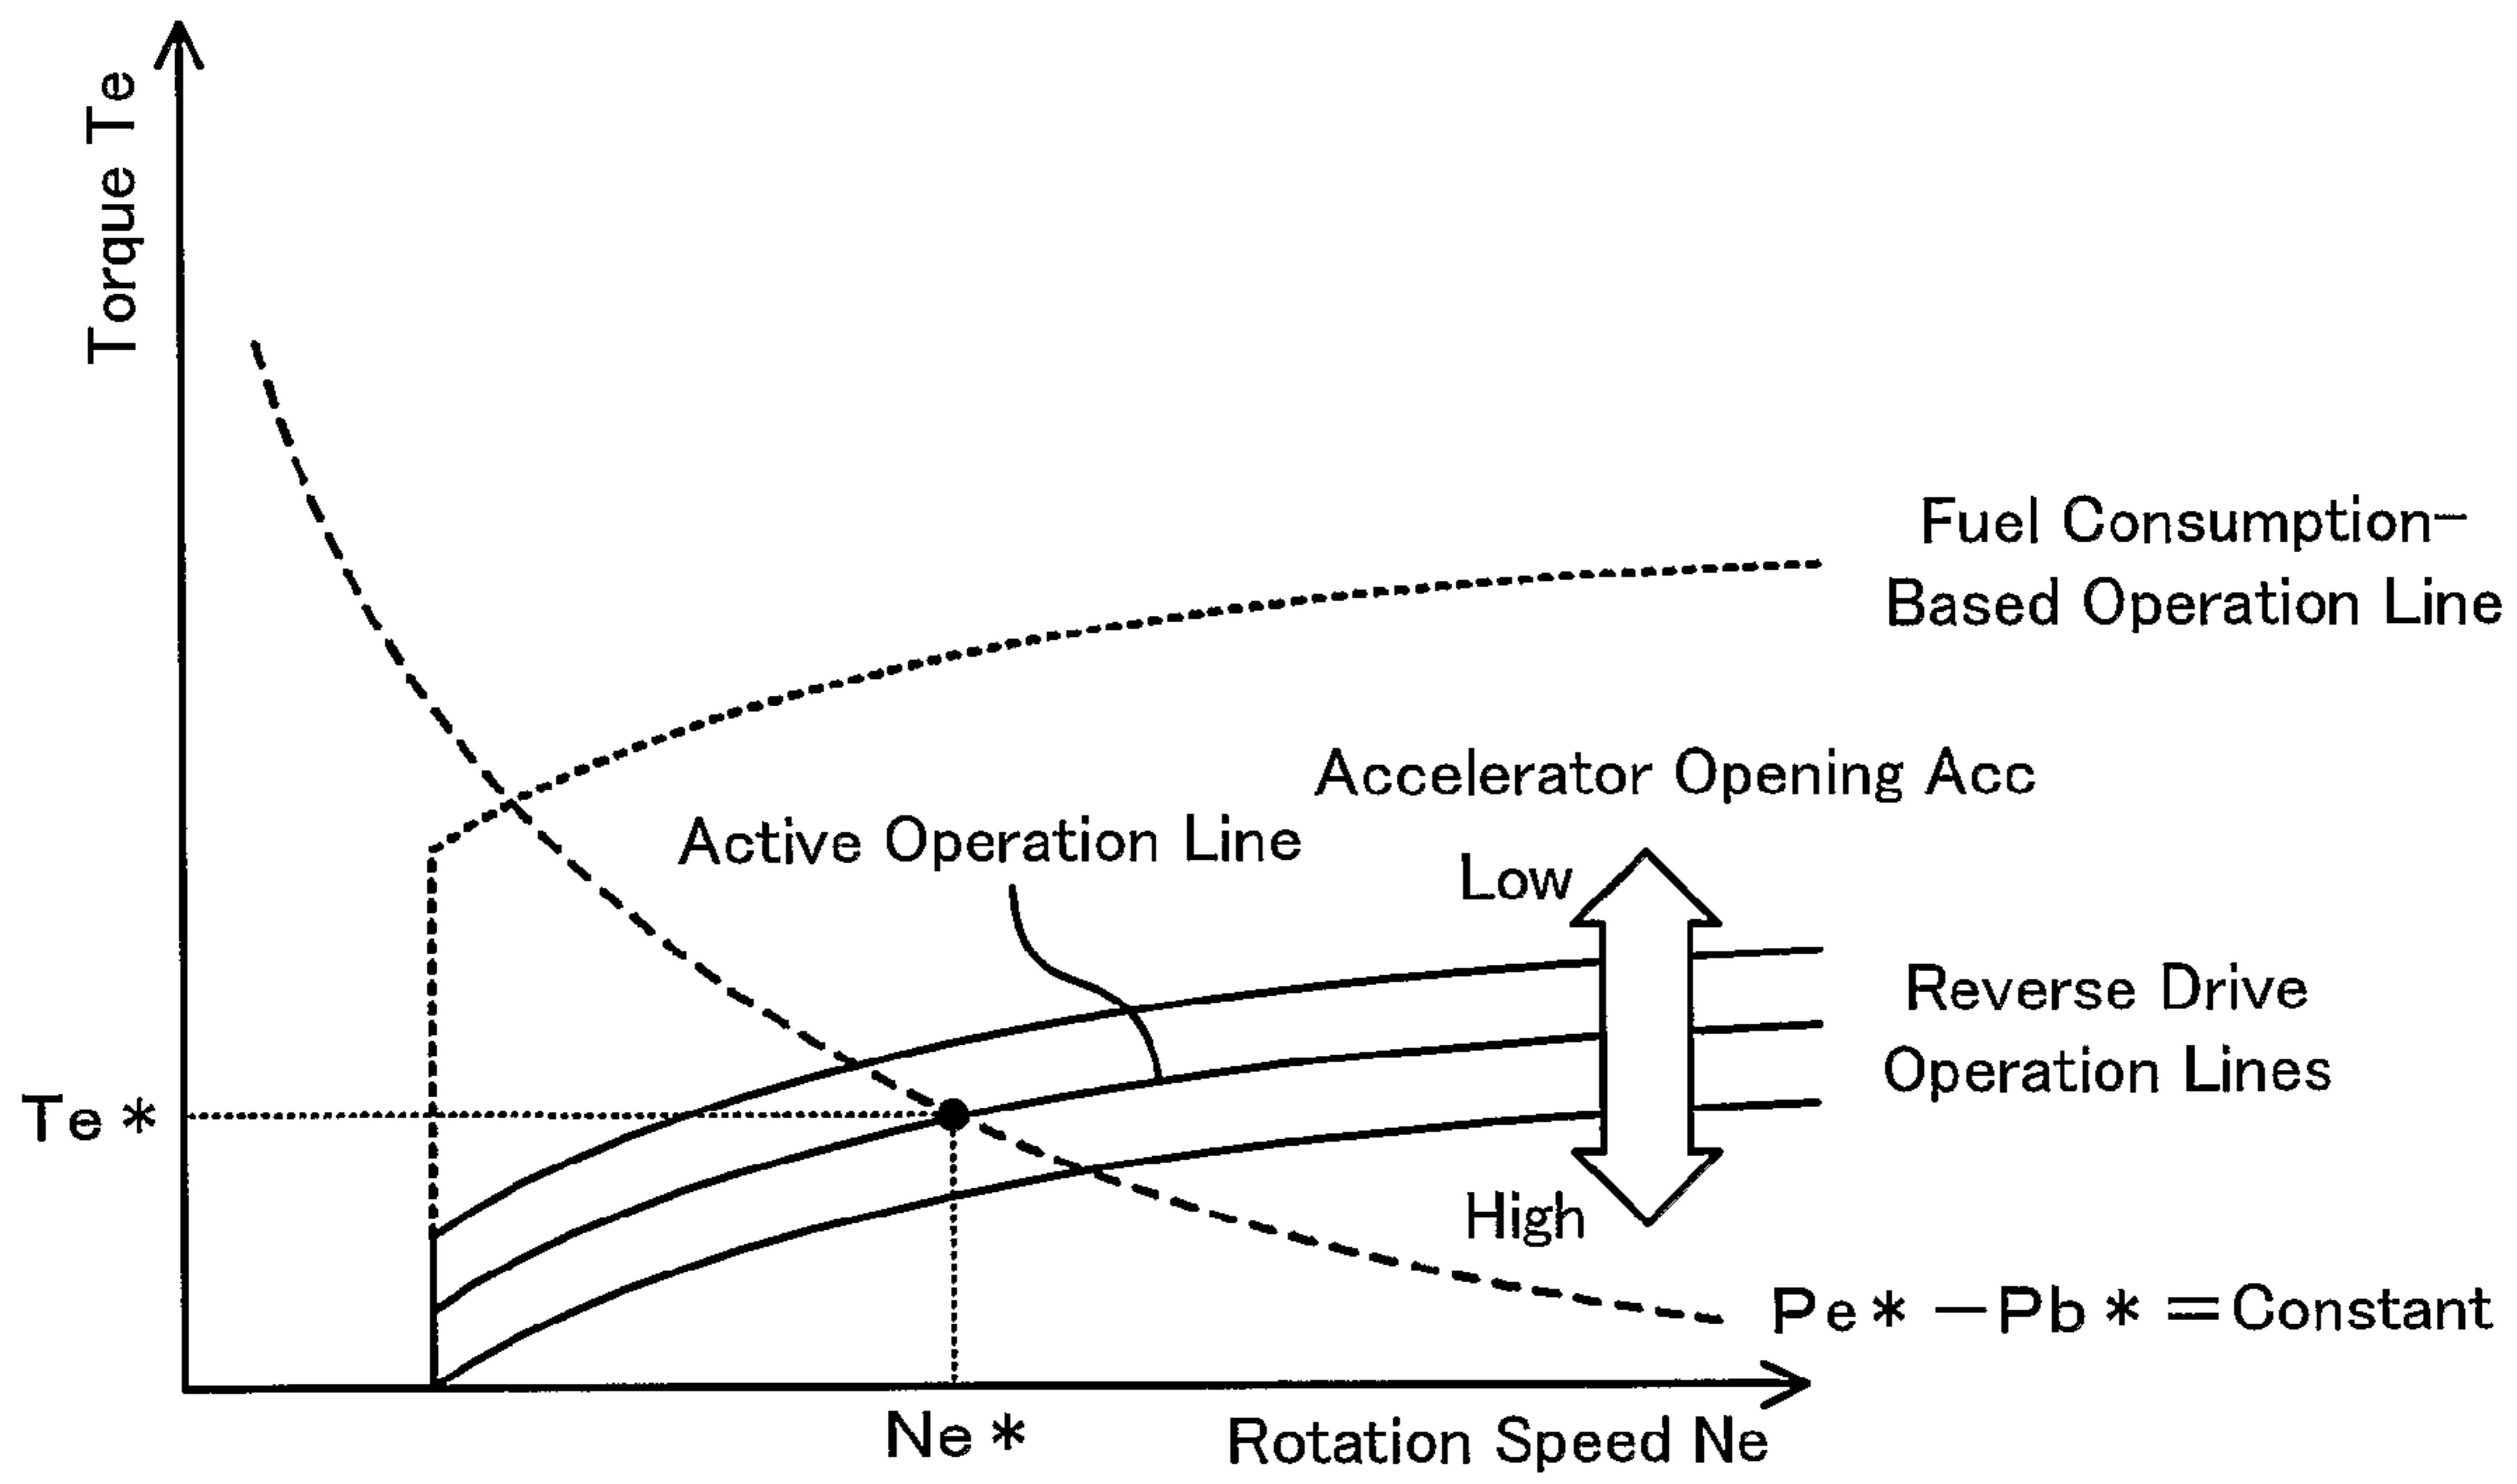 Torque Te
Fuel Consumption-
Based Operation Line
Accelerator Opening Acc
Active Operation Line
Low
Reverse Drive
Operation Lines
Te*
High
Pe*-Pb*=Constant
Ne*
Rotation Speed Ne